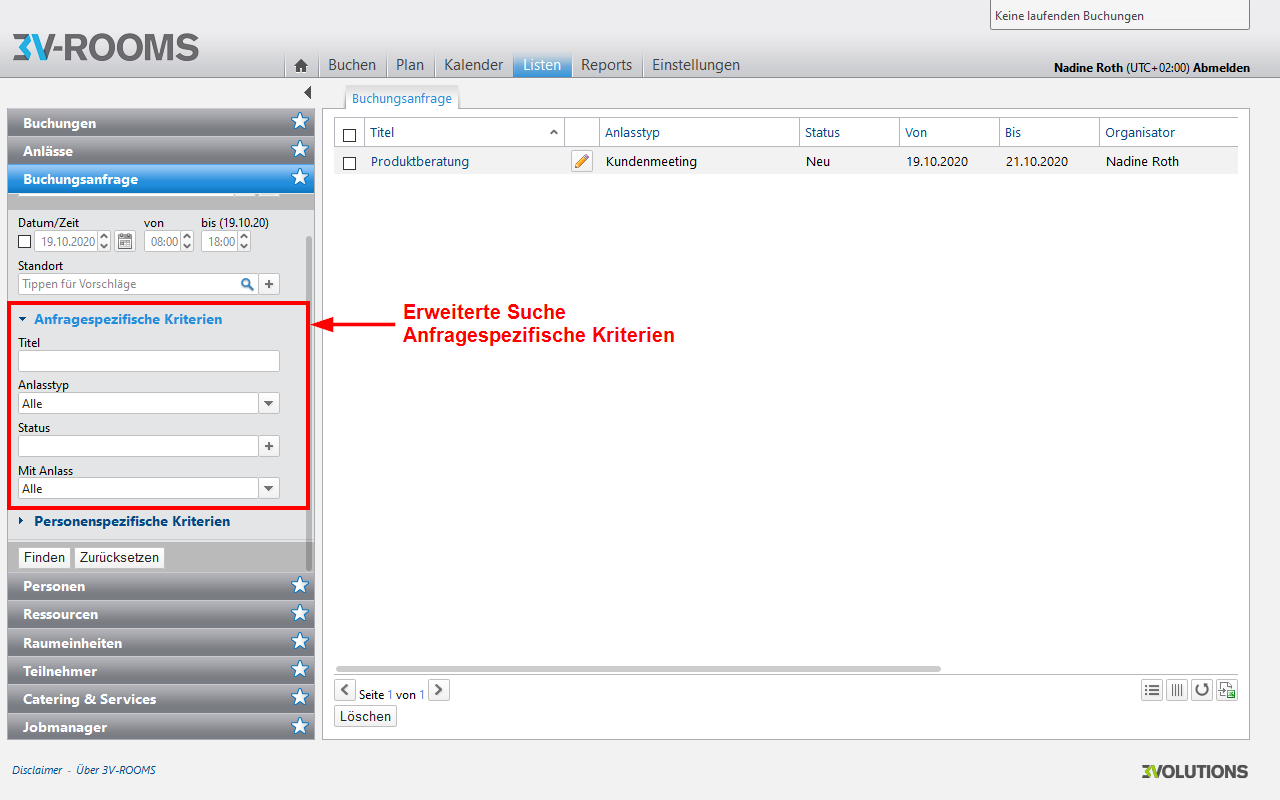 Keine laufenden Buchungen
3V-ROOMS
Buchen Plan Kalender Listen Reports Einstellungen
Nadine Roth (UTC+02:00) Abmelden
Buchungen
Anlässe
Buchungsanfrage
Datum/Zeit von bis (19.10.20)
19.10.2020 08:00 18:00
Standort
Tippen für Vorschläge
Anfragespezifische Kriterien
Titel
Anlasstyp
Alle
Status
Mit Anlass
Alle
Personenspezifische Kriterien
Finden Zurücksetzen
Personen
Ressourcen
Raumeinheiten
Teilnehmer
Catering & Services
Jobmanager
Buchungsanfrage
Titel Anlasstyp Status Von Bis Organisator
Produktberatung Kundenmeeting Neu 19.10.2020 21.10.2020 Nadine Roth
Erweiterte Suche
Anfragespezifische Kriterien
Seite 1 von 1
Löschen
Disclaimer - Über 3V-ROOMS
3VOLUTIONS